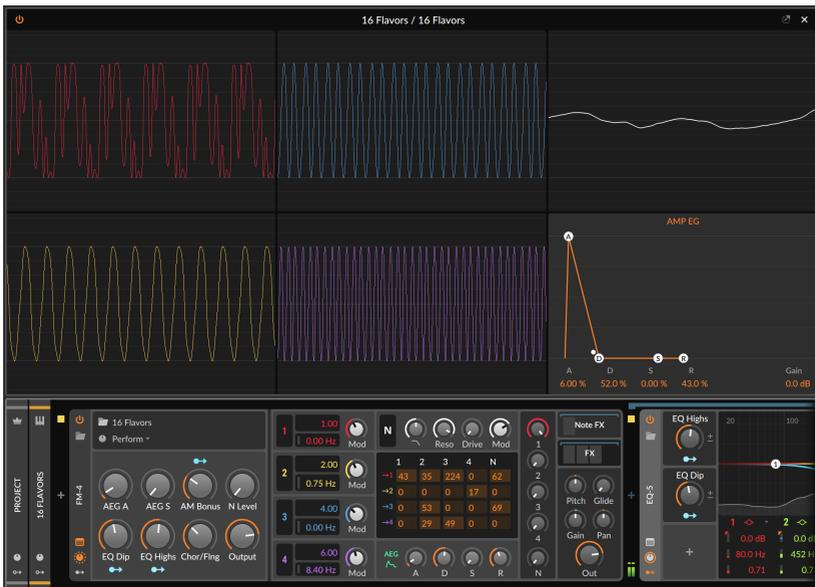 16 Flavors / 16 Flavors
AMP EG
A
D
S
R
A D S R Gain
6.00 % 52.0 % 0.00 % 43.0 % 0.0 dB
PROJECT
16 FLAVORS
FM-4
16 Flavors
Perform
AEG A AEG S AM Bonus N Level
EQ Dip EQ Highs Chor/Flng Output
1 1.00
0.00 Hz
Mod
2 2.00
0.75 Hz
Mod
3 4.00
0.00 Hz
Mod
4 6.00
8.40 Hz
Mod
N Reso Drive Mod
1 2 3 4 N
→1 43 35 224 0 62
→2 0 0 0 17 0
→3 0 53 0 0 69
→4 0 29 49 0 0
AEG
A D S R
1
2
3
4
N
Note FX
FX
Pitch Glide
Gain Pan
Out
EQ-5
EQ Highs
EQ Dip
20 100
1
1 2
0.0 dB
80.0 Hz 452 H
0.71